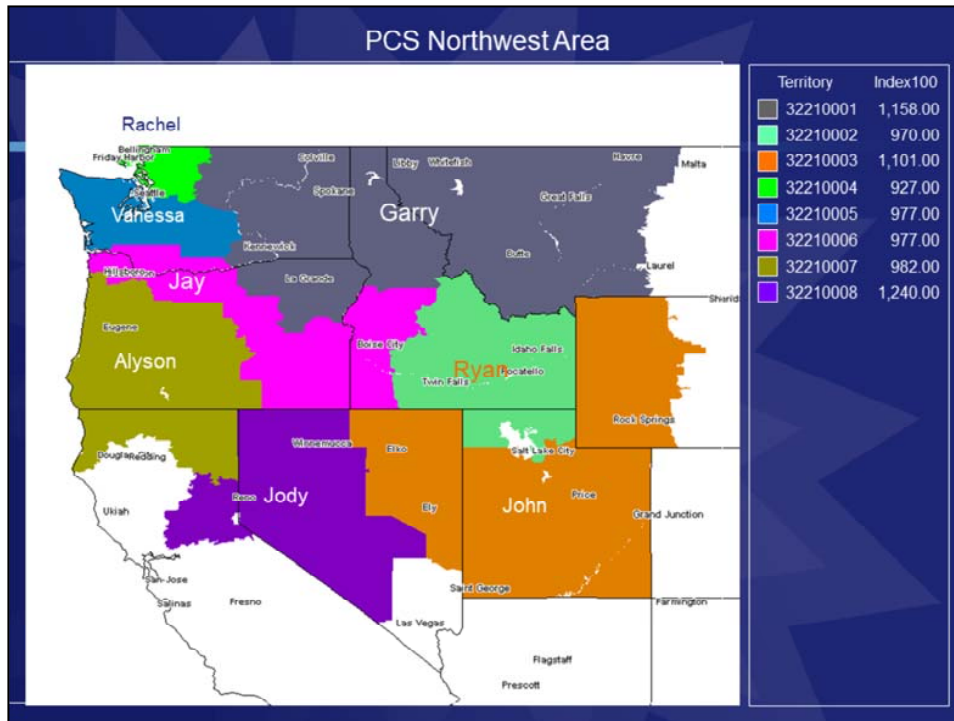 PCS Northwest Area
Territory Index100
32210001 1,158.00
32210002 970.00
32210003 1,101.00
32210004 927.00
32210005 977.00
32210006 977.00
32210007 982.00
32210008 1,240.00
Rachel
Bellingham
Friday Harbor
Colville
Libby
Whitefish
Havre
Malta
Seattle
Spokane
Great Falls
Vanessa
Garry
Kennewick
Butte
Laurel
Hillsboro
La Grande
Jay
Eugene
Boise City
Idaho Falls
Alyson
Ryan
Pocatello
Twin Falls
Rock Springs
Winnemucca
Elko
Salt Lake City
Redding
Reno
Jody
Ely
John
Price
Ukiah
Grand Junction
San Jose
Salinas
Fresno
Saint George
Farmington
Las Vegas
Flagstaff
Prescott